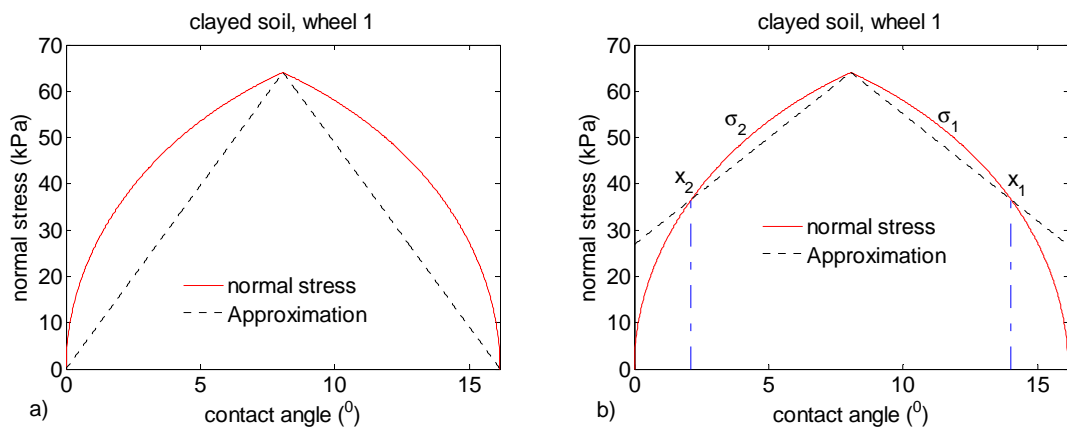 clayed soil, wheel 1
normal stress (kPa)
70
60
50
40
30
20
10
0
normal stress
Approximation
0 5 10 15
contact angle (⁰)
a)
clayed soil, wheel 1
normal stress (kPa)
70
60
50
40
30
20
10
0
σ₂
σ₁
x₂
x₁
normal stress
Approximation
0 5 10 15
contact angle (⁰)
b)